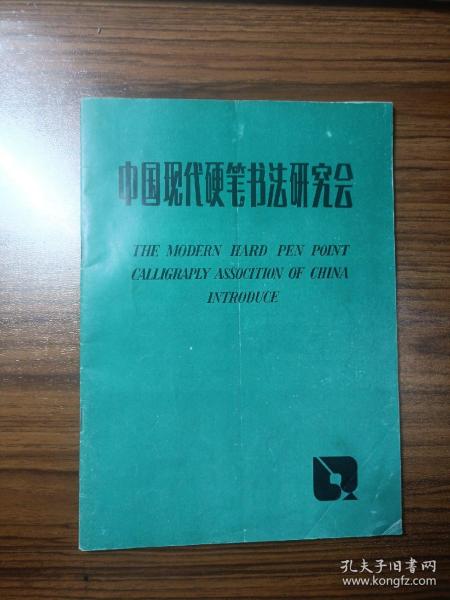 中国现代硬笔书法研究会
THE MODERN HARD PEN POINT
CALLIGRAPLY ASSOCITION OF CHINA
INTRODUCE
孔夫子旧书网
www.kongfz.com